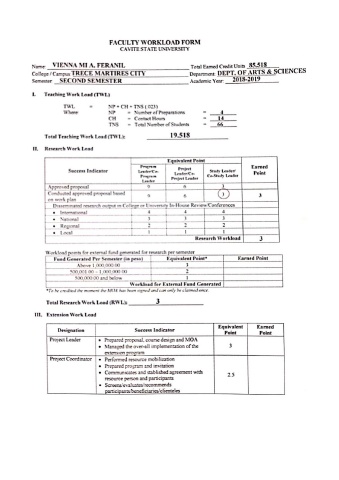 FACULTY WORKLOAD FORM
CAVITE STATE UNIVERSITY
Name: VIENNA MI A. FERANIL Total Earned Credit Units 85.518
College / Campus TRECE MARTIRES CITY Department DEPT. OF ARTS & SCIENCES
Semester SECOND SEMESTER Academic Year: 2018-2019
I. Teaching Work Load (TWL)
TWL = NP + CH + TNS (.023)
Where NP = Number of Preparations = 4
CH = Contact Hours = 14
TNS = Total Number of Students = 66
Total Teaching Work Load (TWL): 19.518
II. Research Work Load
Success Indicator Equivalent Point Earned Point
Program Leader/Co-Program Leader Project Leader/Co-Project Leader Study Leader/Co-Study Leader
Approved proposal 9 6 3
Conducted approved proposal based on work plan 9 6 3 3
Disseminated research output in College or University In-House Review/Conferences
• International 4 4 4
• National 3 3 3
• Regional 2 2 2
• Local 1 1 1
Research Workload 3
Workload points for external fund generated for research per semester
Fund Generated Per Semester (in peso) Equivalent Point* Earned Point
Above 1,000,000.00 3
500,001.00 – 1,000,000.00 2
500,000.00 and below 1
Workload for External Fund Generated
*To be credited the moment the MOA has been signed and can only be claimed once
Total Research Work Load (RWL): 3
III. Extension Work Load
Designation Success Indicator Equivalent Point Earned Point
Project Leader • Prepared proposal, course design and MOA
• Managed the over-all implementation of the extension program 3
Project Coordinator • Performed resource mobilization
• Prepared program and invitation
• Communicates and stablished agreement with resource person and participants
• Screens/evaluates/recommends participants/beneficiaries/clienteles 2.5